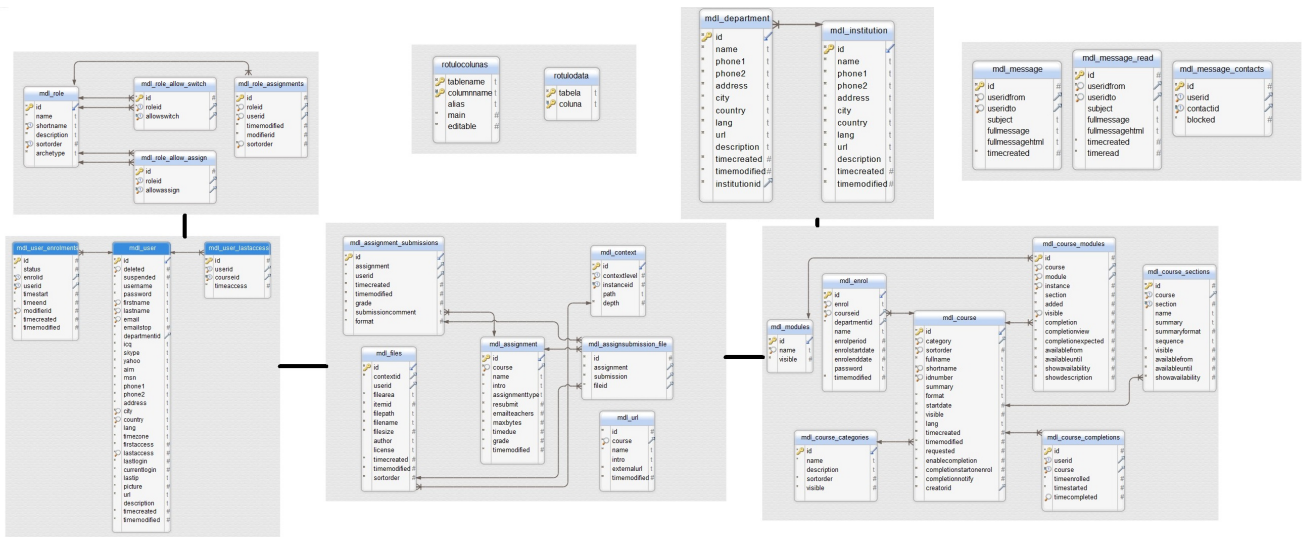 mdl_role
id
name
shortname
description
sortorder
archetype
mdl_role_allow_switch
id
roleid
allowswitch
mdl_role_assignments
id
roleid
userid
timemodified
modifierid
sortorder
mdl_role_allow_assign
id
roleid
allowassign
rotulocolunas
tablename
columnname
alias
main
editable
rotulodata
tabela
coluna
mdl_department
id
name
phone1
phone2
address
city
country
lang
url
description
timecreated
timemodified
institutionid
mdl_institution
id
name
phone1
phone2
address
city
country
lang
url
description
timecreated
timemodified
mdl_message
id
useridfrom
useridto
subject
fullmessage
fullmessagehtml
timecreated
mdl_message_read
id
useridfrom
useridto
subject
fullmessage
fullmessagehtml
timecreated
timeread
mdl_message_contacts
id
userid
contactid
blocked
mdl_user_enrolments
id
status
enrolid
userid
timestart
timeend
modifierid
timecreated
timemodified
mdl_user
id
deleted
suspended
username
password
firstname
lastname
email
emailstop
departmentid
icq
skype
yahoo
aim
msn
phone1
phone2
address
city
country
lang
timezone
firstaccess
lastaccess
lastlogin
currentlogin
lastip
picture
url
description
timecreated
timemodified
mdl_user_lastaccess
id
userid
courseid
timeaccess
mdl_assignment_submissions
id
assignment
userid
timecreated
timemodified
grade
submissioncomment
format
mdl_context
id
contextlevel
instanceid
path
depth
mdl_files
id
contextid
userid
filearea
itemid
filepath
filename
filesize
author
license
timecreated
timemodified
sortorder
mdl_assignment
id
course
name
intro
assignmenttype
resubmit
emailteachers
maxbytes
timedue
grade
timemodified
mdl_assignsubmission_file
id
assignment
submission
fileid
mdl_url
id
course
name
intro
externalurl
timemodified
mdl_modules
id
name
visible
mdl_enrol
id
enrol
courseid
departmentid
name
enrolperiod
enrolstartdate
enrolenddate
password
timemodified
mdl_course
id
category
sortorder
fullname
shortname
idnumber
summary
format
startdate
visible
lang
timecreated
timemodified
requested
enablecompletion
completionstartonenrol
completionnotify
creatorid
mdl_course_modules
id
course
module
instance
section
added
visible
completion
completionview
completionexpected
availablefrom
availableuntil
showavailability
showdescription
mdl_course_sections
id
course
section
name
summary
summaryformat
sequence
visible
availablefrom
availableuntil
showavailability
mdl_course_categories
id
name
description
sortorder
visible
mdl_course_completions
id
userid
course
timeenrolled
timestarted
timecompleted